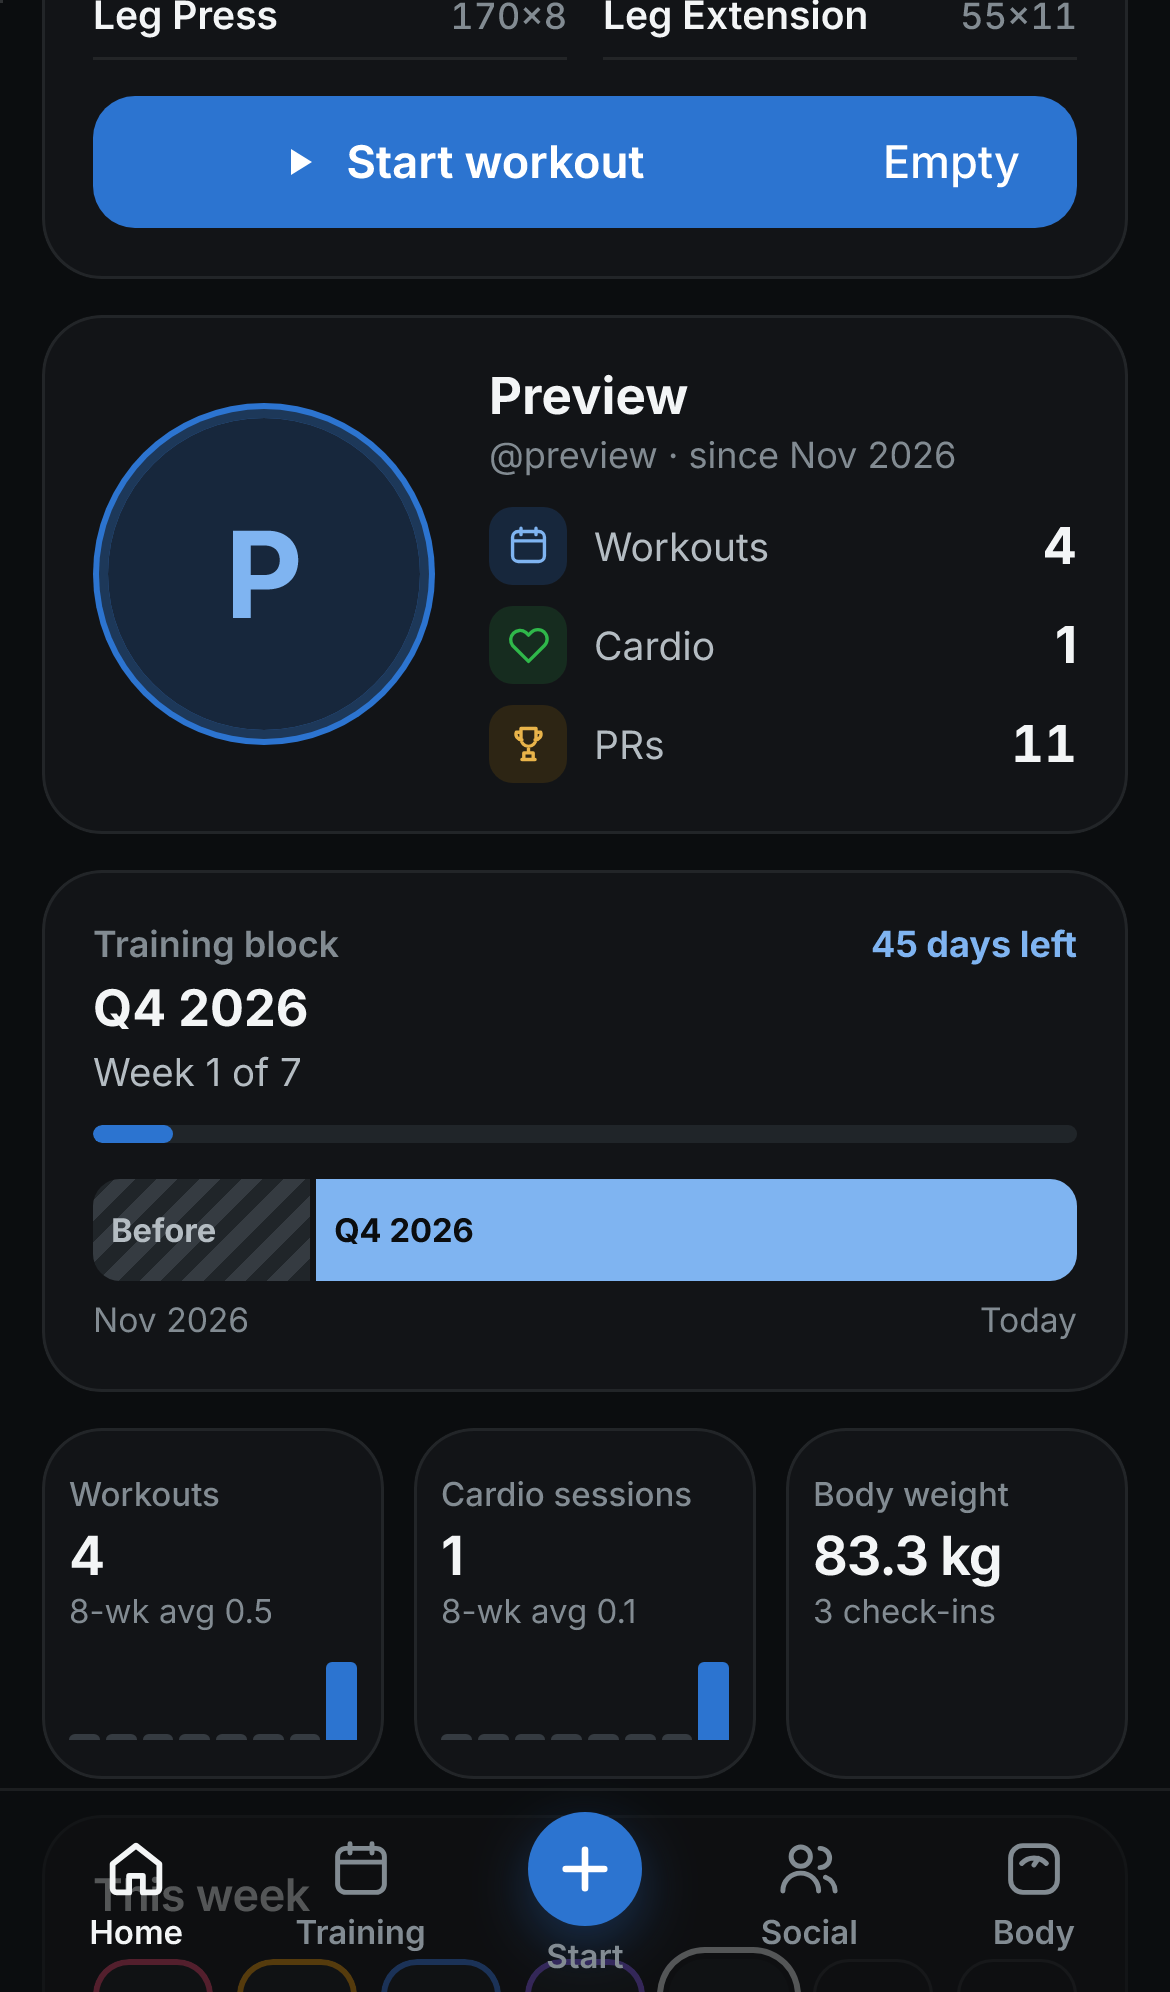 Leg Press 170×8 Leg Extension 55×11
Start workout Empty
P
Preview
@preview · since Nov 2026
Workouts 4
Cardio 1
PRs 11
Training block 45 days left
Q4 2026
Week 1 of 7
Before Q4 2026
Nov 2026 Today
Workouts
4
8-wk avg 0.5
Cardio sessions
1
8-wk avg 0.1
Body weight
83.3 kg
3 check-ins
This week
Home Training Start Social Body